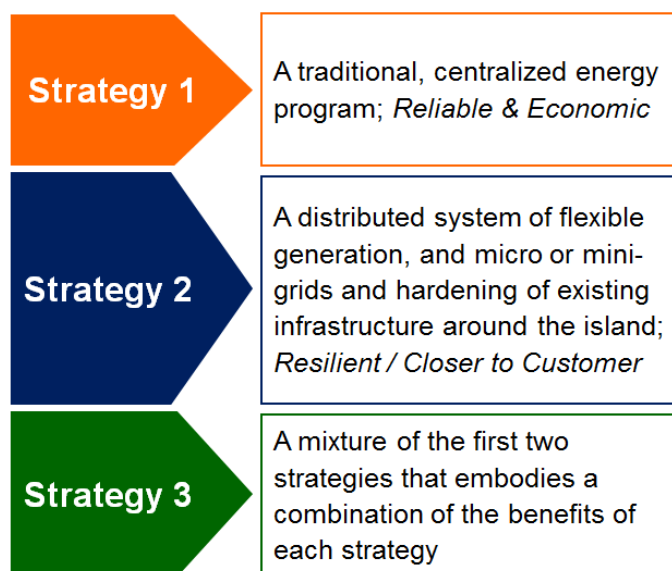 Strategy 1
A traditional, centralized energy
program; Reliable & Economic
Strategy 2
A distributed system of flexible
generation, and micro or mini-
grids and hardening of existing
infrastructure around the island;
Resilient / Closer to Customer
Strategy 3
A mixture of the first two
strategies that embodies a
combination of the benefits of
each strategy